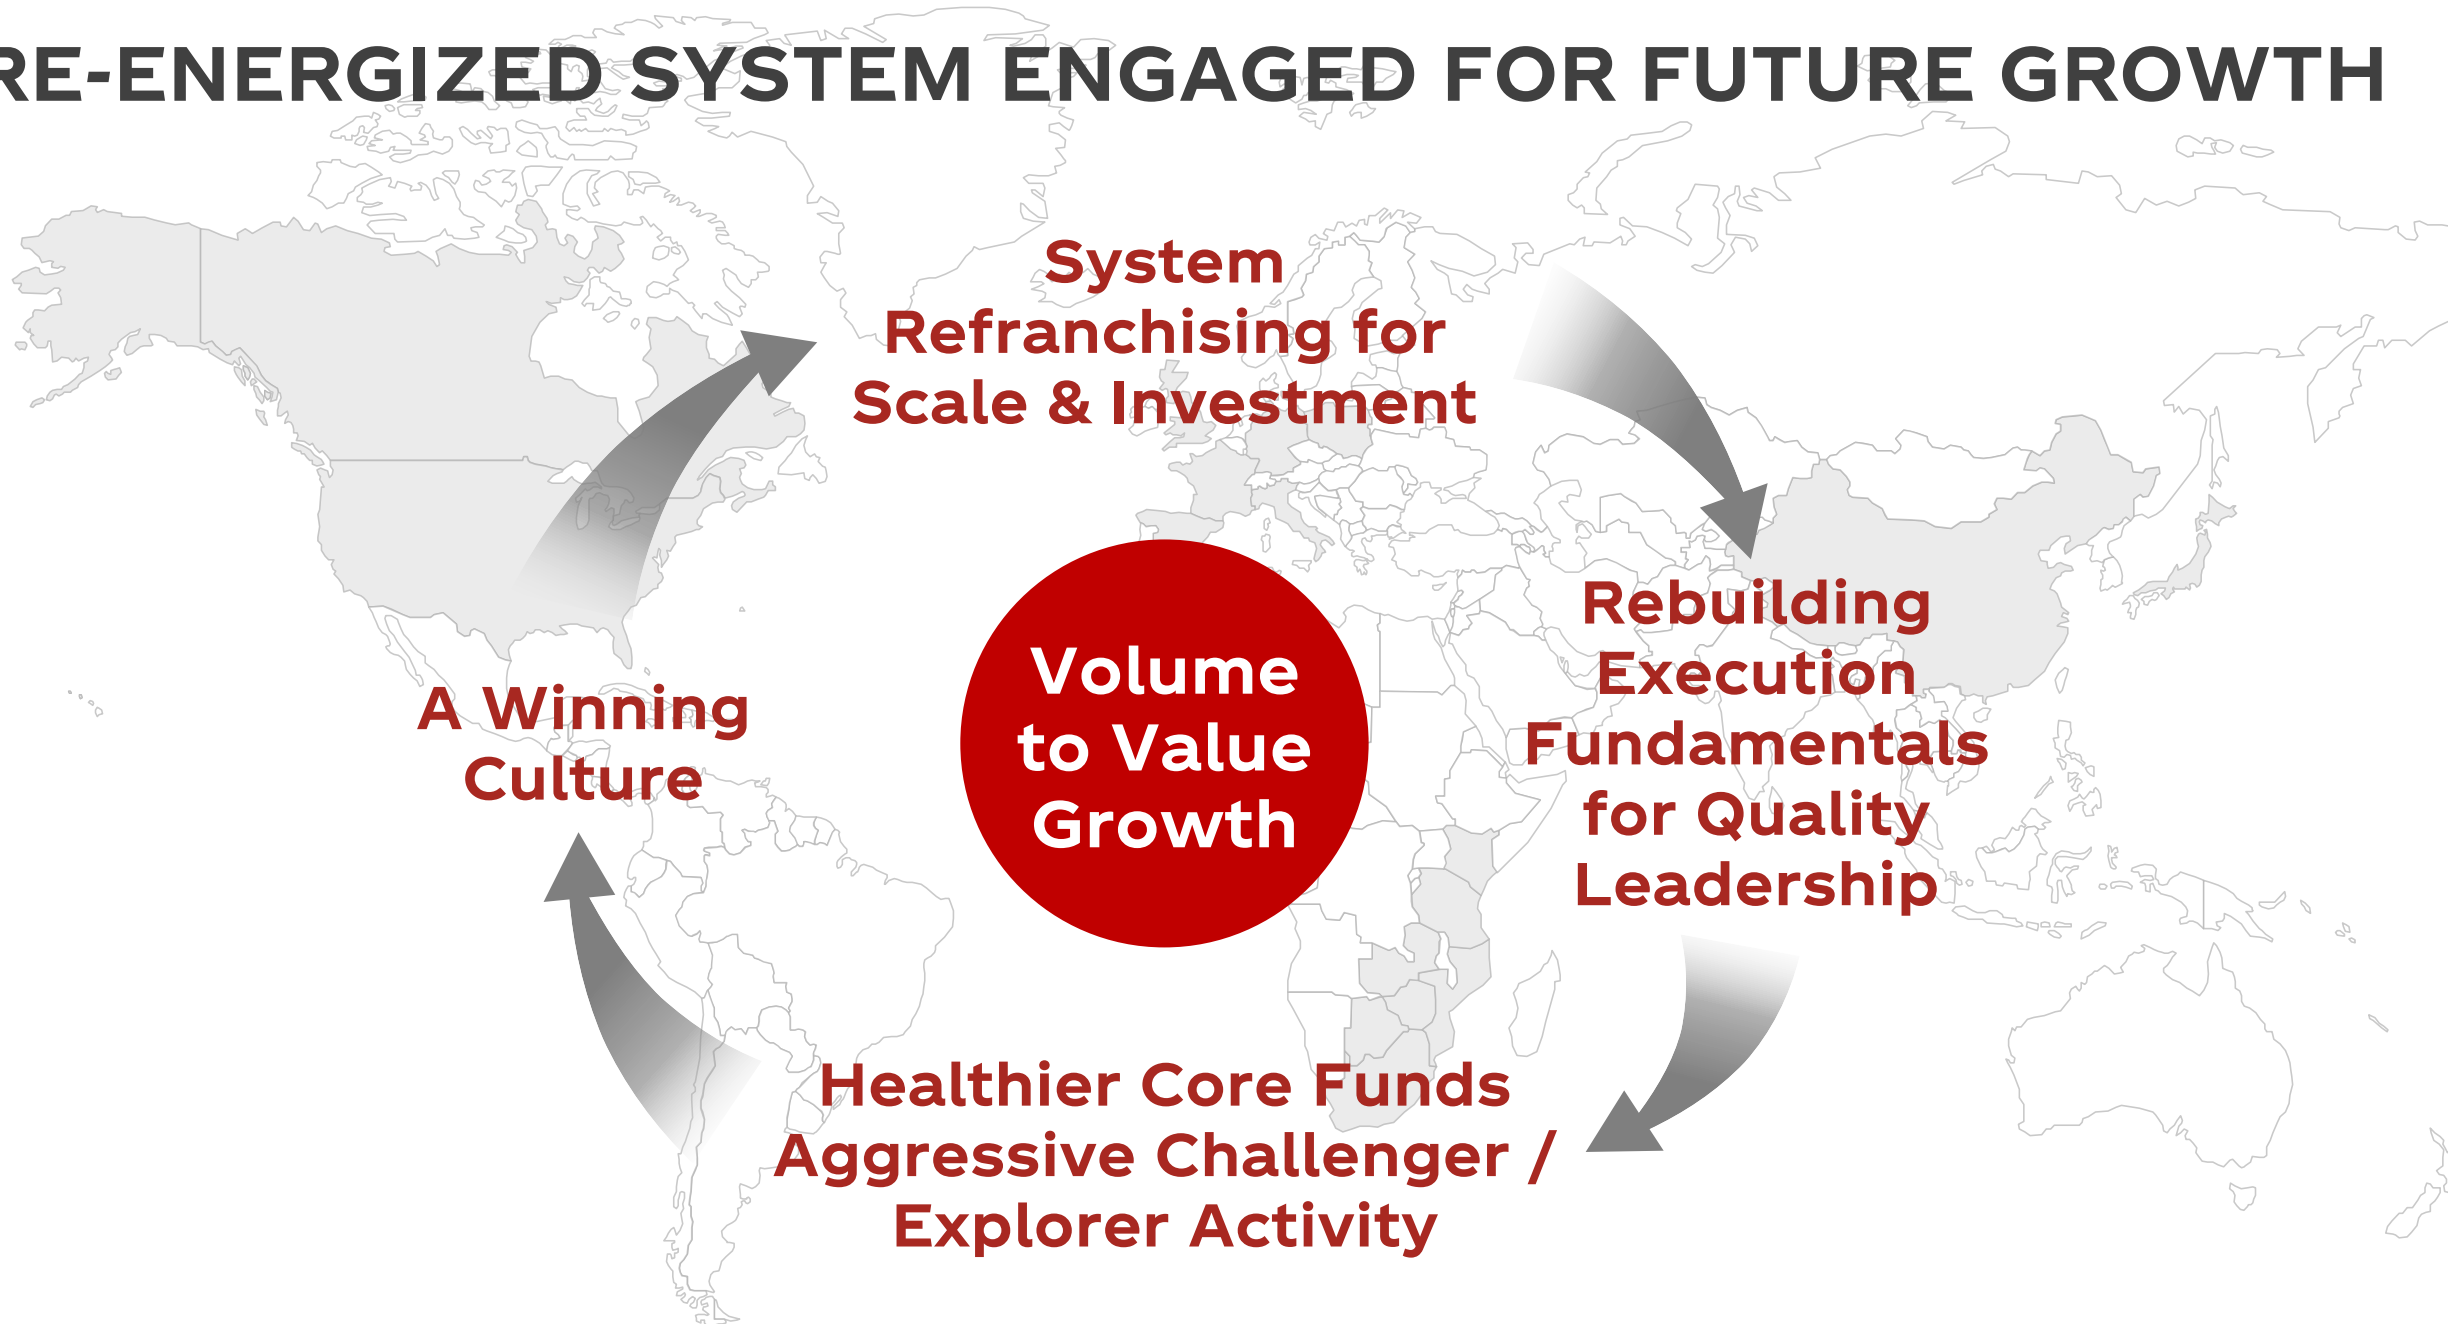 RE-ENERGIZED SYSTEM ENGAGED FOR FUTURE GROWTH
System
Refranchising for
Scale & Investment
Rebuilding
Execution
Fundamentals
for Quality
Leadership
Healthier Core Funds
Aggressive Challenger /
Explorer Activity
A Winning
Culture
Volume
to Value
Growth